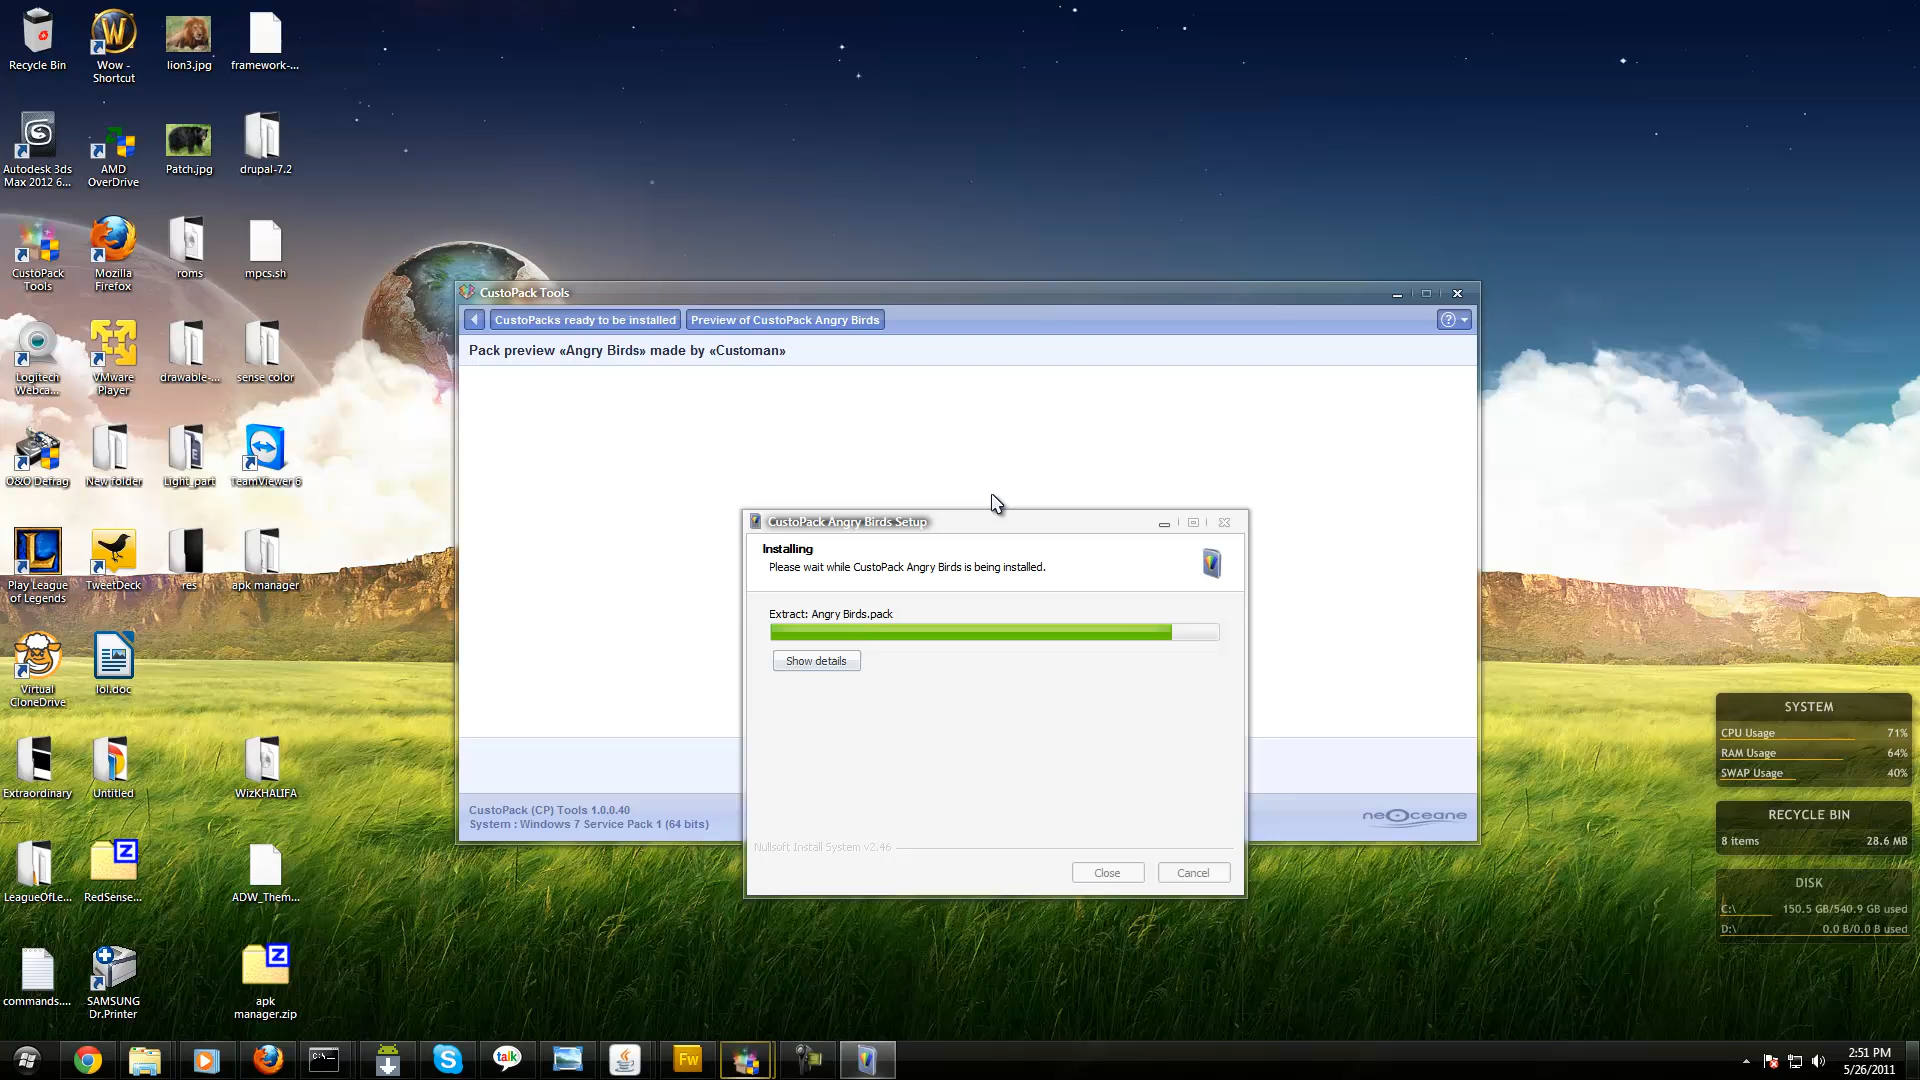 Recycle Bin
Wow -
Shortcut
lion3.jpg
framework-...
Autodesk 3ds
Max 2012 6...
AMD
OverDrive
Patch.jpg
drupal-7.2
CustoPack
Tools
Mozilla
Firefox
roms
mpcs.sh
Logitech
Webca...
VMware
Player
drawable-...
sense color
O&O Defrag
New folder
Light_part
TeamViewer 6
Play League
of Legends
TweetDeck
res
apk manager
Virtual
CloneDrive
lol.doc
Extraordinary
Untitled
WizKHALIFA
LeagueOfLe...
RedSense...
ADW_Them...
commands....
SAMSUNG
Dr.Printer
apk
manager.zip
CustoPack Tools
CustoPacks ready to be installed
Preview of CustoPack Angry Birds
Pack preview «Angry Birds» made by «Customan»
CustoPack (CP) Tools 1.0.0.40
System : Windows 7 Service Pack 1 (64 bits)
neOceane
CustoPack Angry Birds Setup
Installing
Please wait while CustoPack Angry Birds is being installed.
Extract: Angry Birds.pack
Show details
Nullsoft Install System v2.46
Close
Cancel
SYSTEM
CPU Usage 71%
RAM Usage 64%
SWAP Usage 40%
RECYCLE BIN
8 items 28.6 MB
DISK
C:\ 150.5 GB/540.9 GB used
D:\ 0.0 B/0.0 B used
C:\
talk
Fw
2:51 PM
5/26/2011